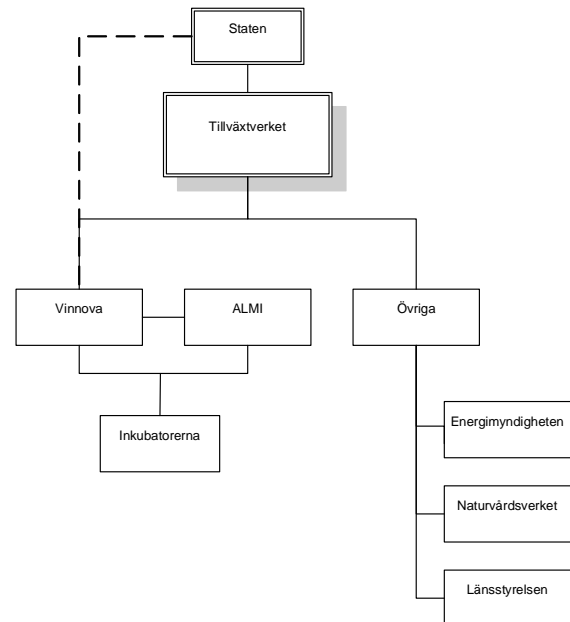 Staten
Tillväxtverket
Vinnova
ALMI
Övriga
Inkubatorerna
Energimyndigheten
Naturvårdsverket
Länsstyrelsen